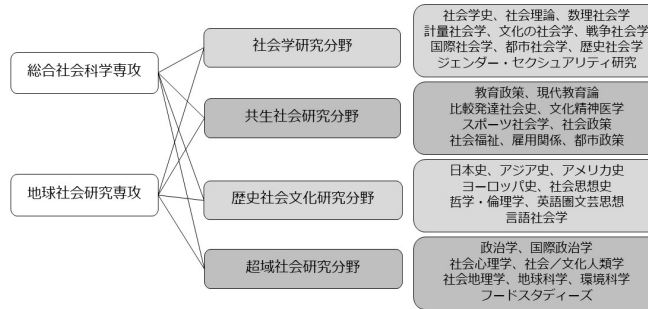 総合社会科学専攻
地球社会研究専攻
社会学研究分野
社会学史、社会理論、数理社会学
計量社会学、文化の社会学、戦争社会学
国際社会学、都市社会学、歴史社会学
ジェンダー・セクシュアリティ研究
共生社会研究分野
教育政策、現代教育論
比較発達社会史、文化精神医学
スポーツ社会学、社会政策
社会福祉、雇用関係、都市政策
歴史社会文化研究分野
日本史、アジア史、アメリカ史
ヨーロッパ史、社会思想史
哲学・倫理学、英語圏文芸思想
言語社会学
超域社会研究分野
政治学、国際政治学
社会心理学、社会／文化人類学
社会地理学、地球科学、環境科学
フードスタディーズ